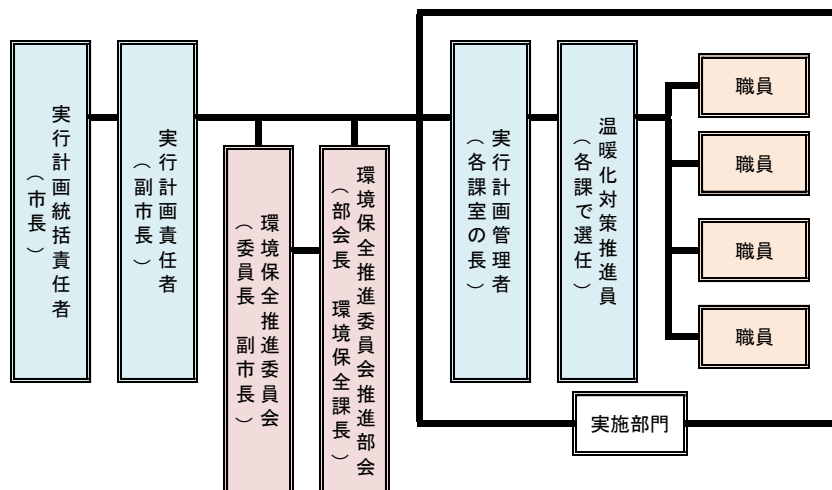 実行計画統括責任者
（市長）
実行計画責任者
（副市長）
環境保全推進委員会
（委員長　副市長）
環境保全推進委員会推進部会
（部会長　環境保全課長）
実行計画管理者
（各課室の長）
温暖化対策推進員
（各課で選任）
職員
職員
職員
職員
実施部門